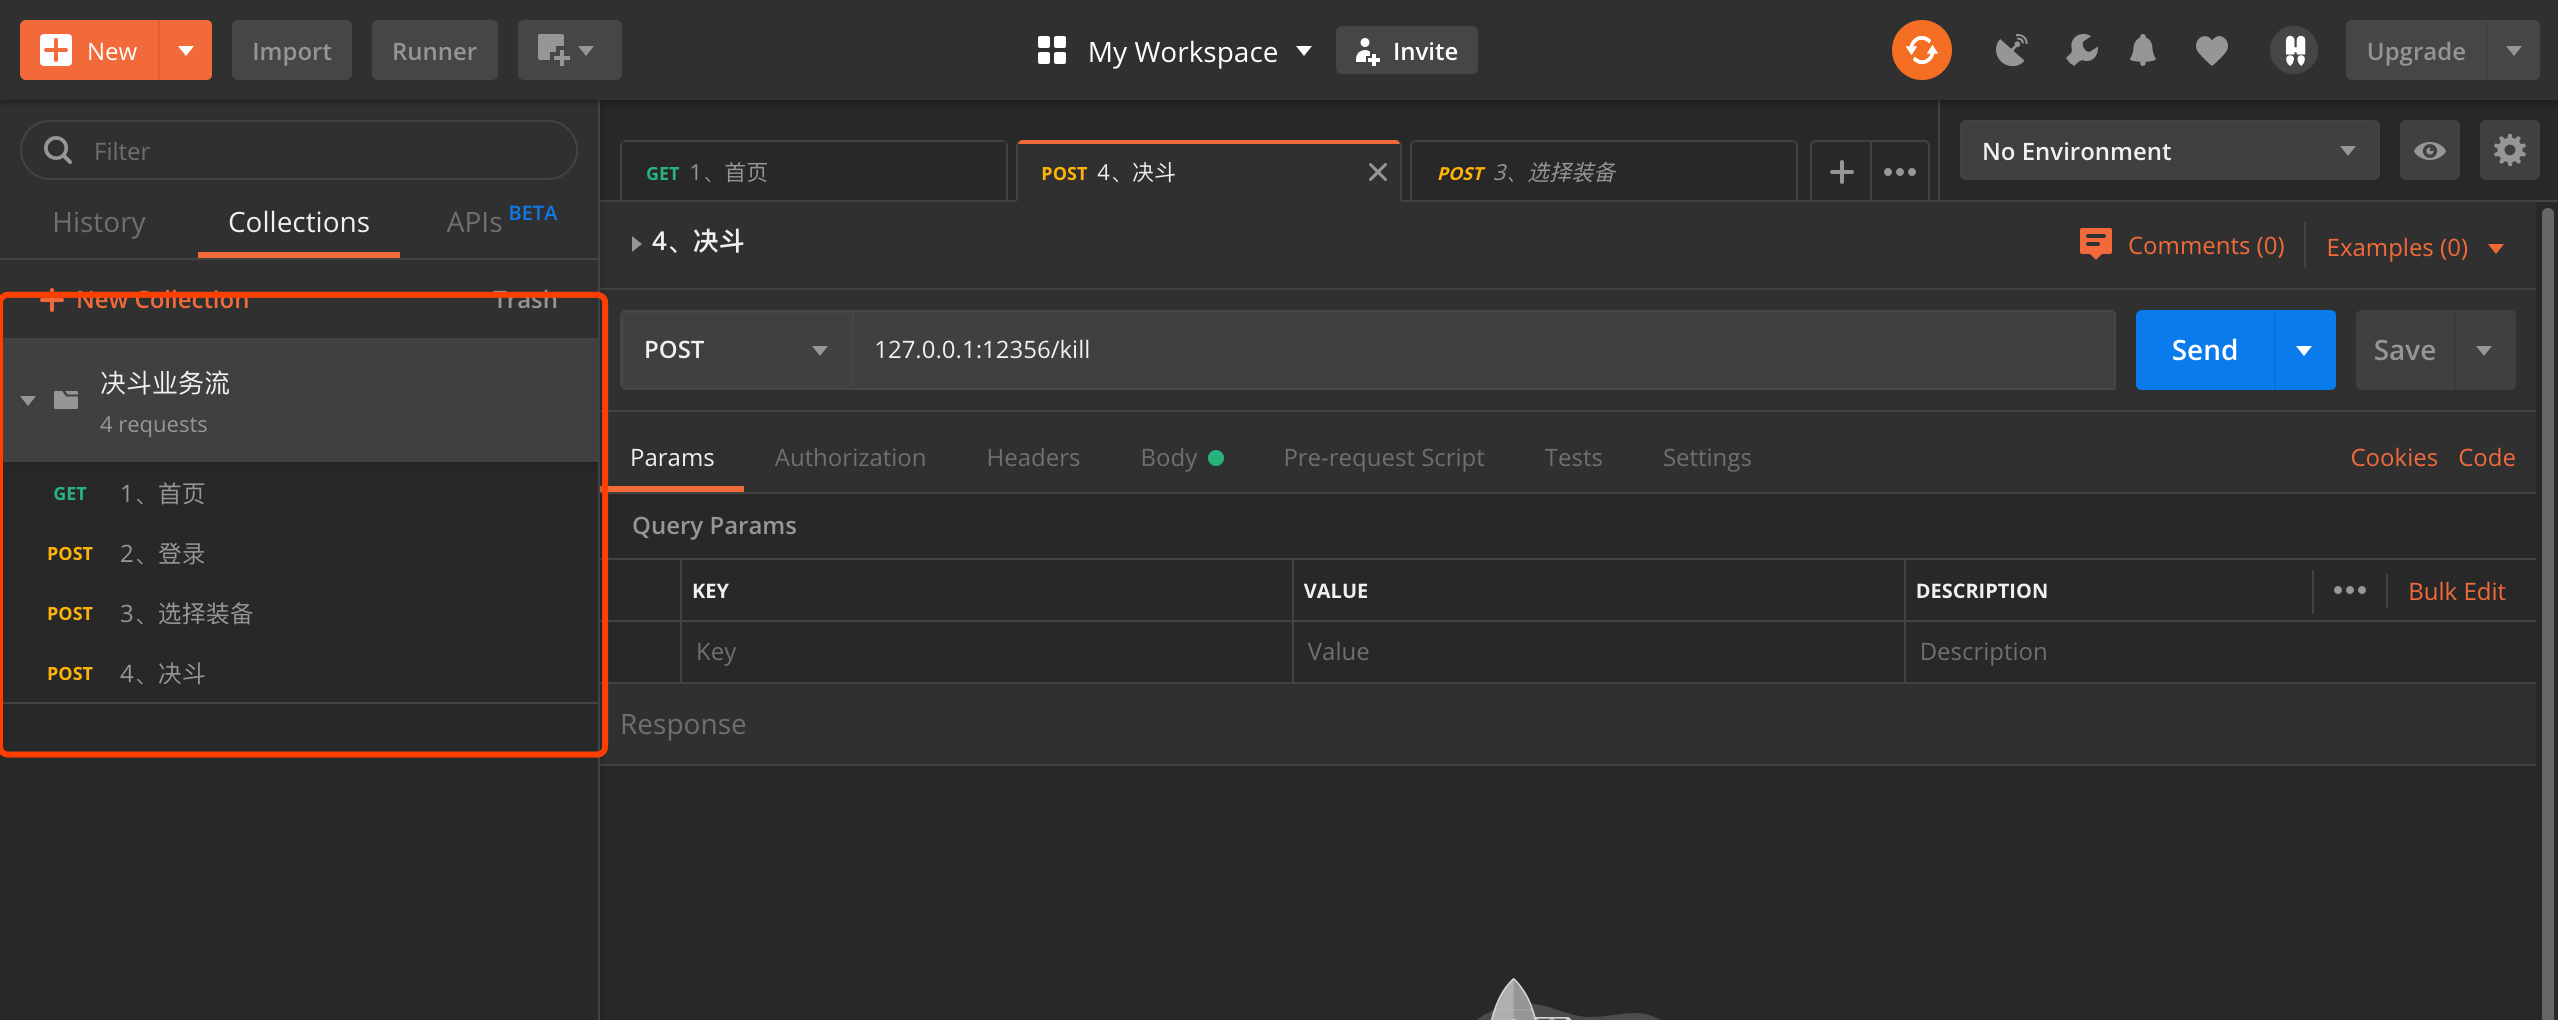 New
Import
Runner
My Workspace
Invite
Upgrade
Filter
History
Collections
APIs BETA
New Collection
Trash
决斗业务流
4 requests
GET 1、首页
POST 2、登录
POST 3、选择装备
POST 4、决斗
GET 1、首页
POST 4、决斗
POST 3、选择装备
No Environment
4、决斗
Comments (0)
Examples (0)
POST
127.0.0.1:12356/kill
Send
Save
Params
Authorization
Headers
Body
Pre-request Script
Tests
Settings
Cookies
Code
Query Params
KEY
VALUE
DESCRIPTION
Bulk Edit
Key
Value
Description
Response